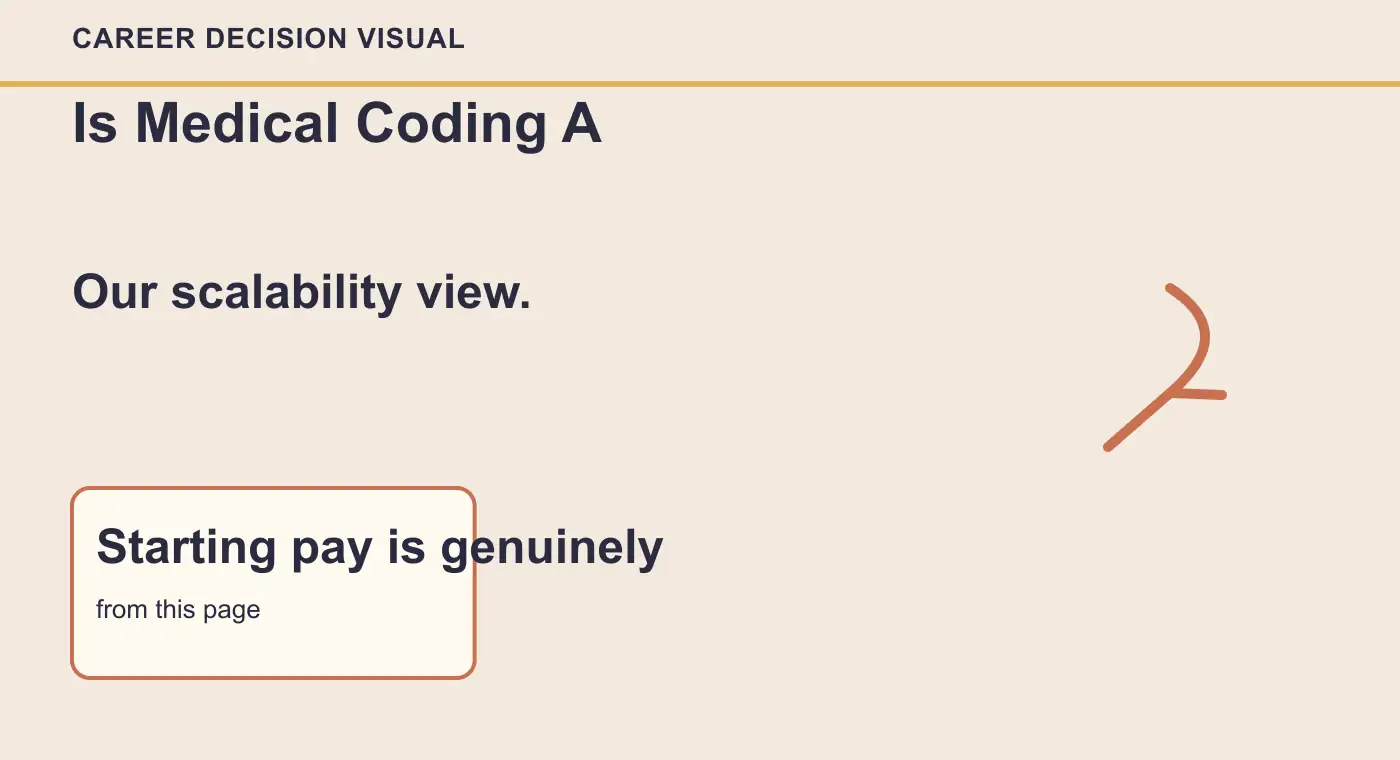 CAREER DECISION VISUAL
Is Medical Coding A
Our scalability view.
Starting pay is genuinely
from this page